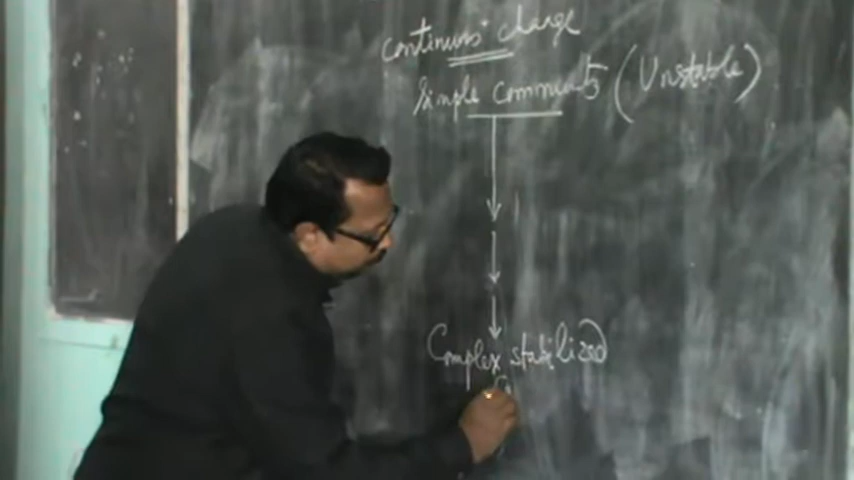 continuous change
Simple community (Unstable)
Complex stabilized